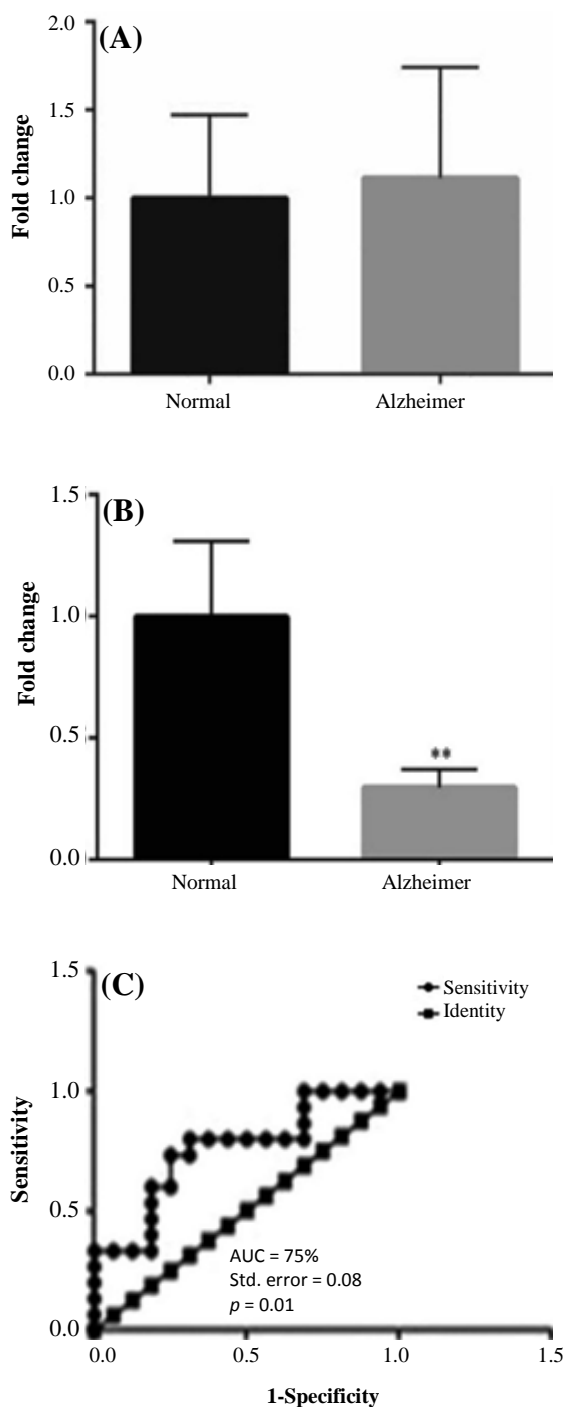 (A)
2.0
1.5
1.0
0.5
0.0
Fold change
Normal Alzheimer
(B)
1.5
1.0
0.5
0.0
Fold change
**
Normal Alzheimer
(C)
1.5
1.0
0.5
0.0
Sensitivity
Sensitivity
Identity
AUC = 75%
Std. error = 0.08
p = 0.01
0.0 0.5 1.0 1.5
1-Specificity